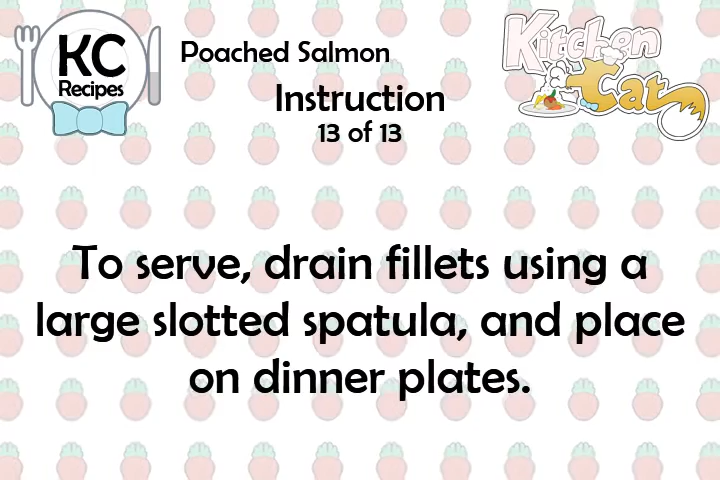 KC
Recipes
Poached Salmon
Instruction
13 of 13
Kitchen
Cat
To serve, drain fillets using a
large slotted spatula, and place
on dinner plates.